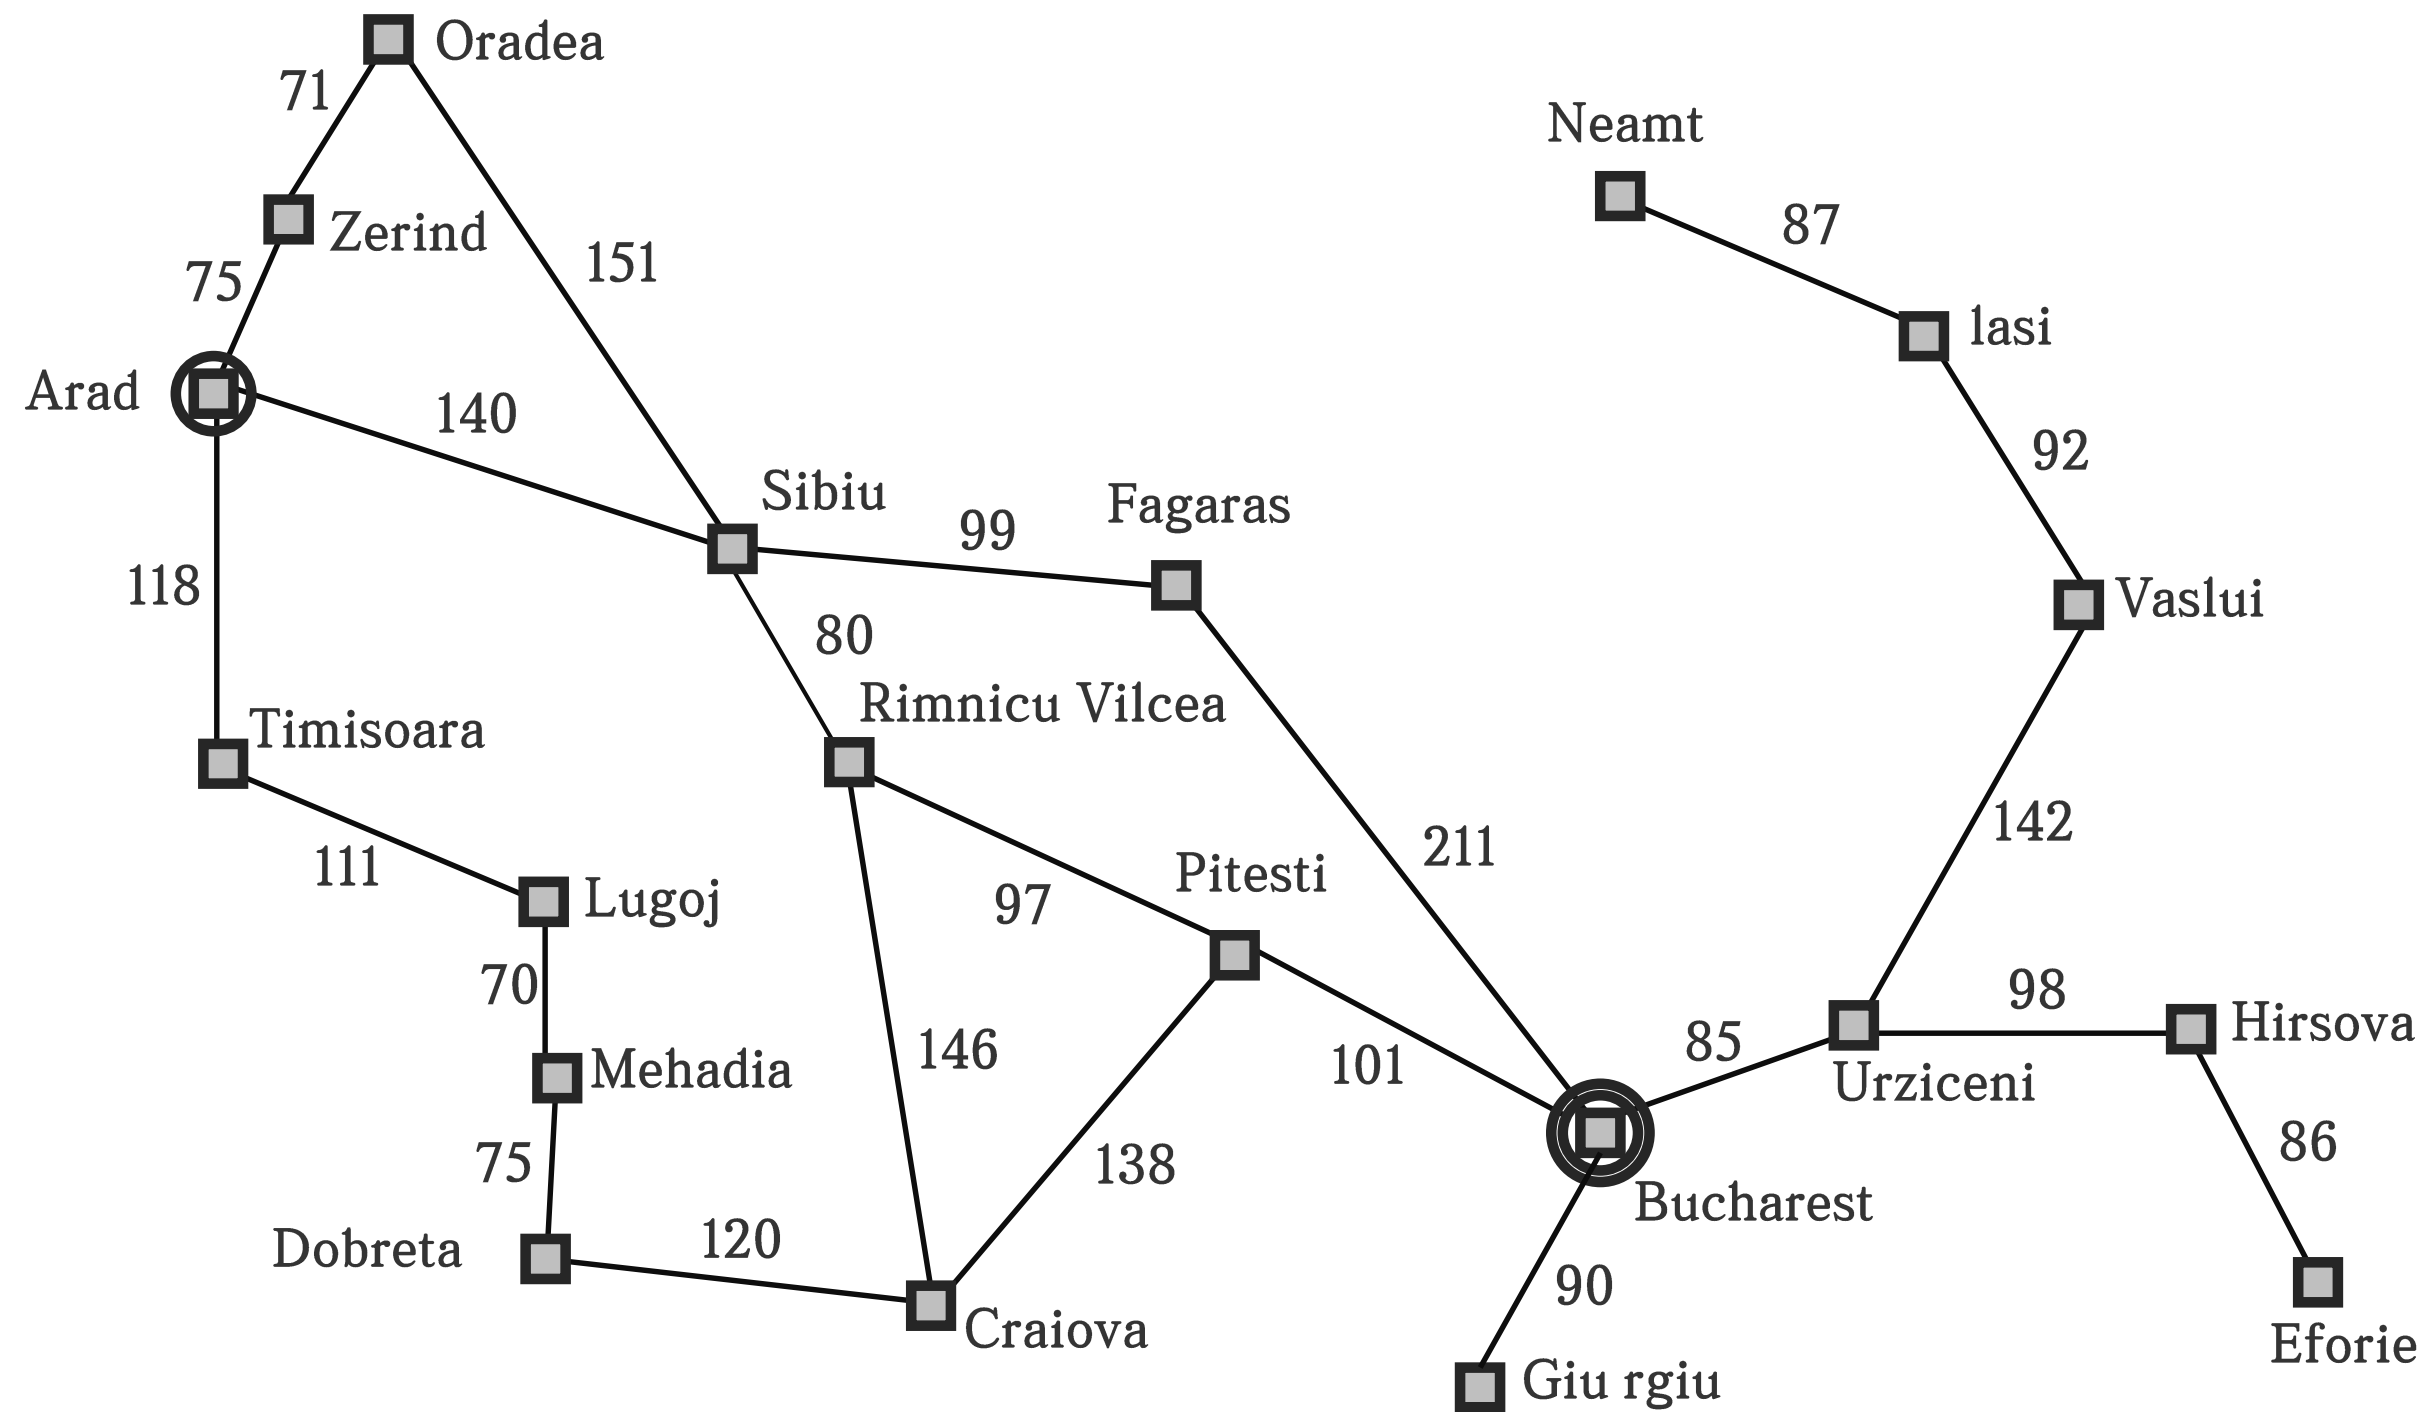 Oradea
71
Neamt
Zerind
87
151
75
Iasi
Arad
140
92
Sibiu
Fagaras
99
118
Vaslui
80
Rimnicu Vilcea
Timisoara
142
211
111
Pitesti
Lugoj
97
70
98
Hirsova
146
85
101
Mehadia
Urziceni
86
75
138
Bucharest
120
Dobreta
90
Craiova
Eforie
Giu rgiu